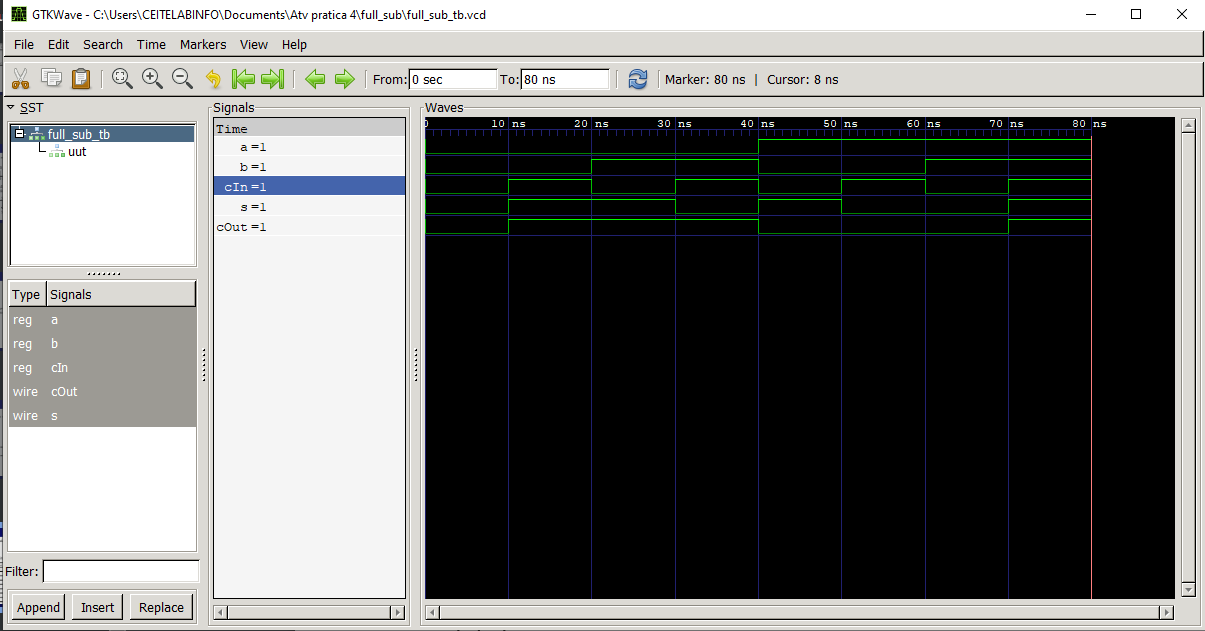 GTKWave - C:\Users\CEITELABINFO\Documents\Atv pratica 4\full_sub\full_sub_tb.vcd
File Edit Search Time Markers View Help
From: 0 sec To: 80 ns Marker: 80 ns | Cursor: 8 ns
SST
full_sub_tb
uut
Type Signals
reg a
reg b
reg cIn
wire cOut
wire s
Filter:
Append Insert Replace
Signals
Time
a =1
b =1
cIn =1
s =1
cOut =1
Waves
0 10 ns 20 ns 30 ns 40 ns 50 ns 60 ns 70 ns 80 ns